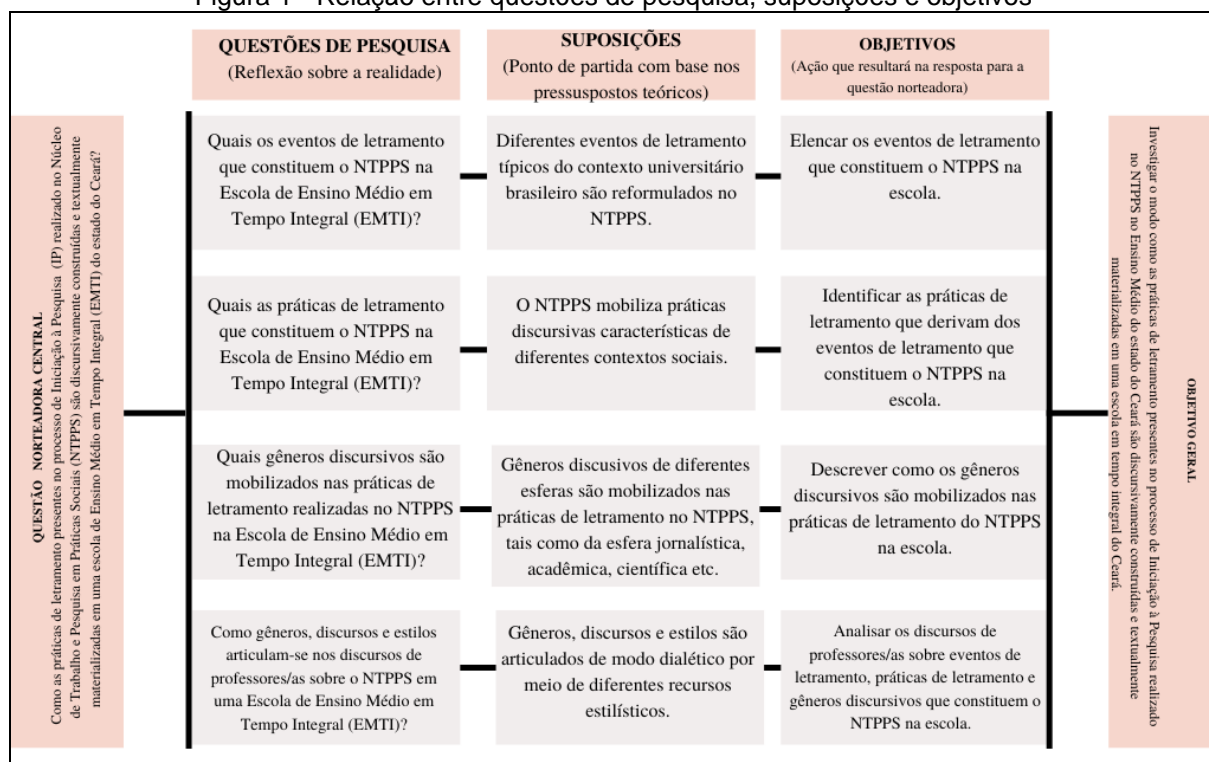 Figura 1 - Relação entre questões de pesquisa, suposições e objetivos
QUESTÃO NORTEADORA CENTRAL
Como as práticas de letramento presentes no processo de Iniciação à Pesquisa (IP) realizado no Núcleo
de Trabalho e Pesquisa em Práticas Sociais (NTPPS) são discursivamente construídas e textualmente
materializadas em uma escola de Ensino Médio em Tempo Integral (EMTI) do estado do Ceará?
QUESTÕES DE PESQUISA
(Reflexão sobre a realidade)
SUPOSIÇÕES
(Ponto de partida com base nos
pressuspostos teóricos)
OBJETIVOS
(Ação que resultará na resposta para a
questão norteadora)
Quais os eventos de letramento
que constituem o NTPPS na
Escola de Ensino Médio em
Tempo Integral (EMTI)?
Diferentes eventos de letramento
típicos do contexto universitário
brasileiro são reformulados no
NTPPS.
Elencar os eventos de letramento
que constituem o NTPPS na
escola.
Quais as práticas de letramento
que constituem o NTPPS na
Escola de Ensino Médio em
Tempo Integral (EMTI)?
O NTPPS mobiliza práticas
discursivas características de
diferentes contextos sociais.
Identificar as práticas de
letramento que derivam dos
eventos de letramento que
constituem o NTPPS na
escola.
Quais gêneros discursivos são
mobilizados nas práticas de
letramento realizadas no NTPPS
na Escola de Ensino Médio em
Tempo Integral (EMTI)?
Gêneros discusivos de diferentes
esferas são mobilizados nas
práticas de letramento no NTPPS,
tais como da esfera jornalística,
acadêmica, científica etc.
Descrever como os gêneros
discursivos são mobilizados nas
práticas de letramento do NTPPS
na escola.
Como gêneros, discursos e estilos
articulam-se nos discursos de
professores/as sobre o NTPPS em
uma Escola de Ensino Médio em
Tempo Integral (EMTI)?
Gêneros, discursos e estilos são
articulados de modo dialético por
meio de diferentes recursos
estilísticos.
Analisar os discursos de
professores/as sobre eventos de
letramento, práticas de letramento e
gêneros discursivos que constituem o
NTPPS na escola.
OBJETIVO GERAL
Investigar o modo como as práticas de letramento presentes no processo de Iniciação à Pesquisa realizado
no NTPPS no Ensino Médio do estado do Ceará são discursivamente construídas e textualmente
materializadas em uma escola em tempo integral do Ceará.